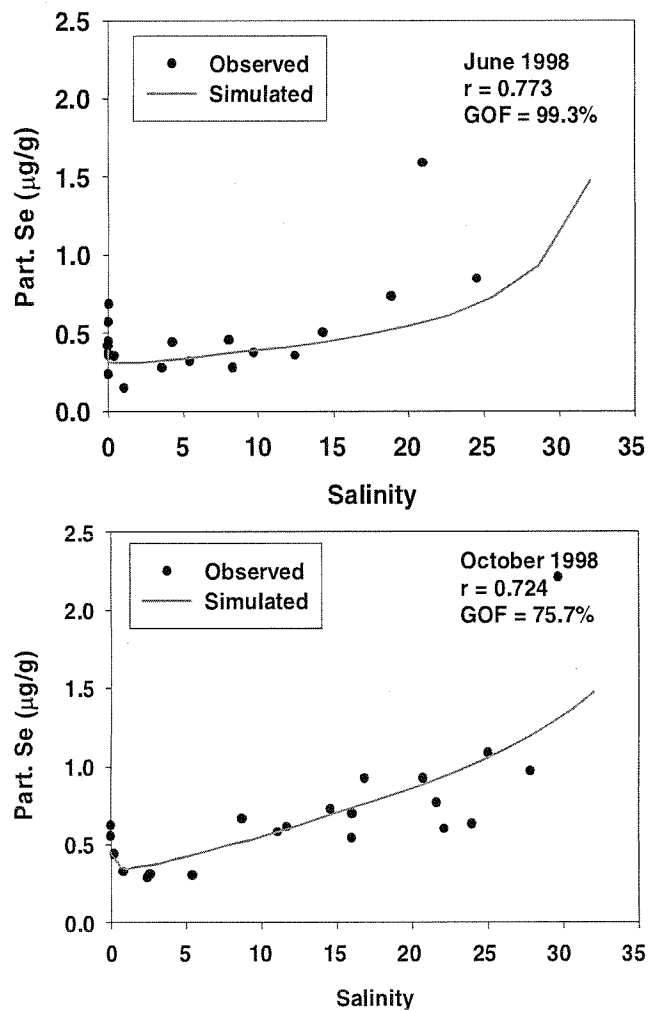 2.5
2.0
1.5
1.0
0.5
0.0
Part. Se (µg/g)
Observed
Simulated
June 1998
r = 0.773
GOF = 99.3%
0 5 10 15 20 25 30 35
Salinity
2.5
2.0
1.5
1.0
0.5
0.0
Part. Se (µg/g)
Observed
Simulated
October 1998
r = 0.724
GOF = 75.7%
0 5 10 15 20 25 30 35
Salinity